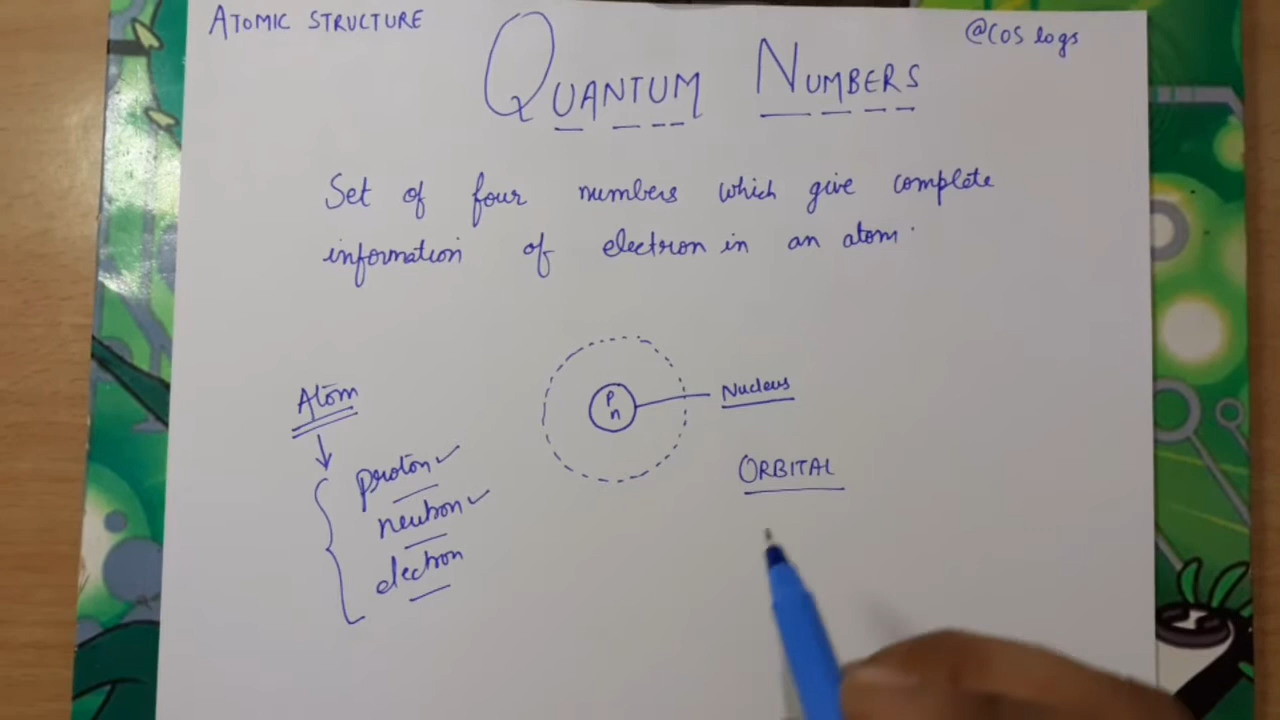 ATOMIC STRUCTURE
@COS logs
QUANTUM NUMBERS
Set of four numbers which give complete
information of electron in an atom.
Atom
proton
neutron
electron
P
n
Nucleus
ORBITAL